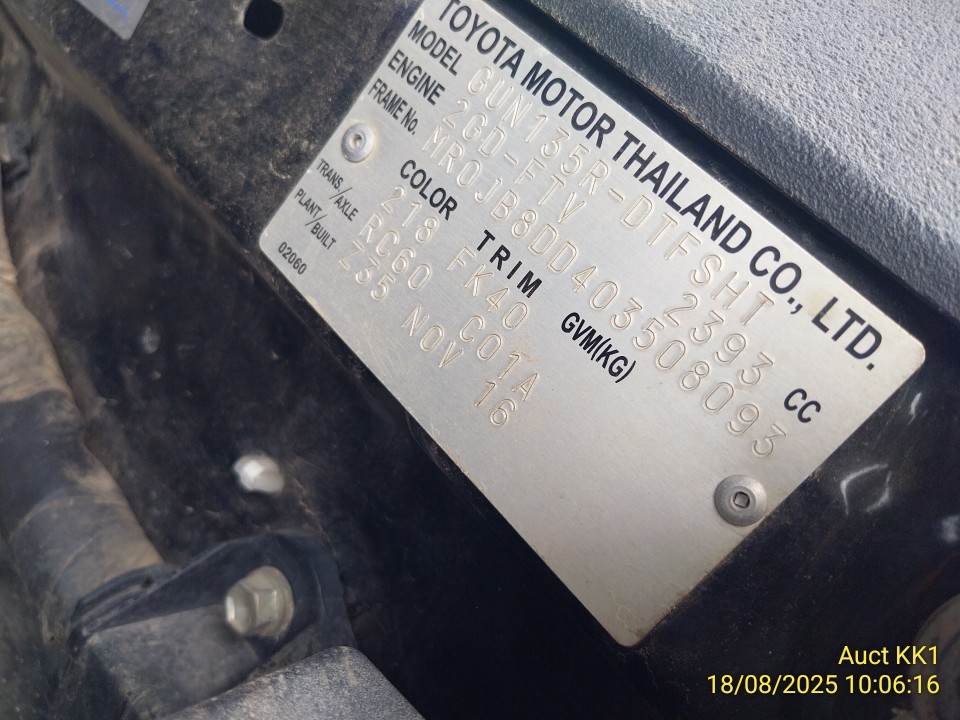 TOYOTA MOTOR THAILAND CO., LTD.
MODEL GUN135R-DTFSHT
ENGINE 2GD-FTV 2393 CC
FRAME No. MR0JB8DD403508093
COLOR TRIM GVM(KG)
218 FK40
TRANS/AXLE RC60 C01A
PLANT/BUILT Z35 NOV 16
02060
Auct KK1
18/08/2025 10:06:16